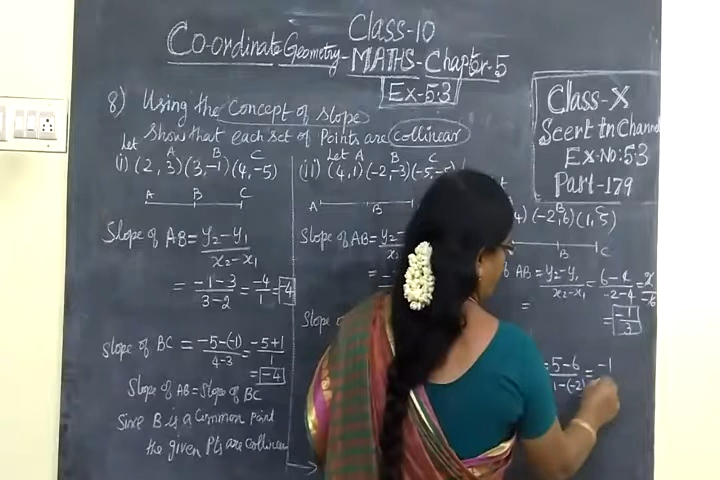 Class-10
Co-ordinate Geometry-MATHS-Chapter-5
Ex-5.3
Class-X
Scert tn Channel
Ex-No:5.3
Part-179
8) Using the Concept of slope
show that each set of Points are collinear
Let A B C
(i) (2, 3) (3, -1) (4, -5)
A B C
Slope of AB = y2-y1/x2-x1
= -1-3/3-2 = -4/1 = -4
Slope of BC = -5-(-1)/4-3 = -5+1/1
= -4
Slope of AB = Slope of BC
Since B is a Common point
the given Pts are collinear
Let A B C
(ii) (4,1) (-2,-3) (-5,-5)
A B
Slope of AB = y2-
Slope of
B C
4) (-2,6) (1,5)
B C
of AB = y2-y1/x2-x1 = 6-4/-2-4 = 2/-6
= -1/3
= 5-6/1-(-2) = -1